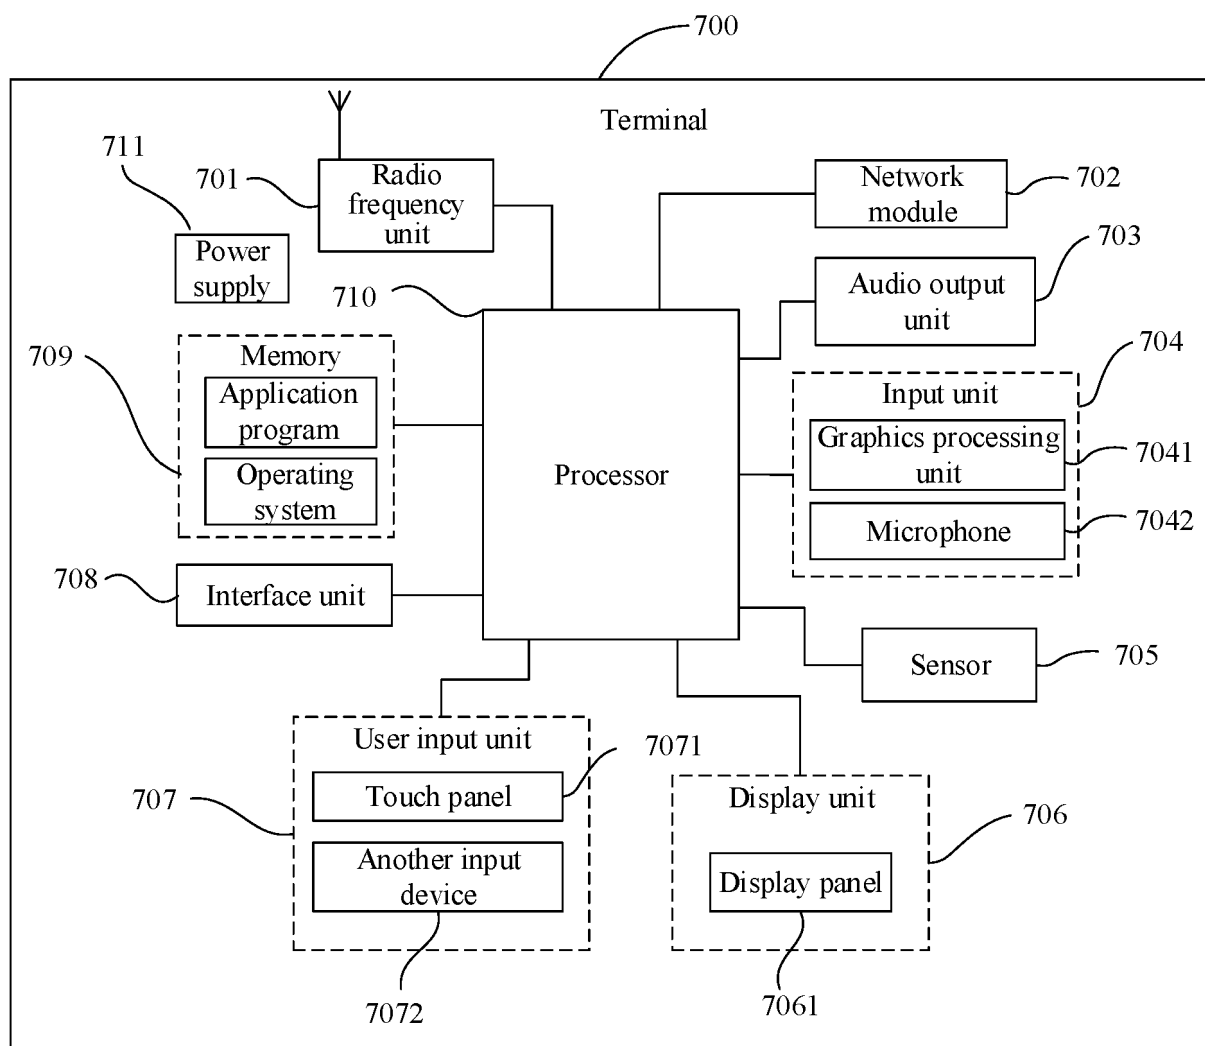 700
Terminal
711
701
Radio
frequency
unit
Network
module
702
Power
supply
703
Audio output
unit
710
709
Memory
Application
program
Operating
system
704
Input unit
Graphics processing
unit
7041
Microphone
7042
Processor
708
Interface unit
Sensor
705
User input unit
7071
Touch panel
707
Another input
device
7072
Display unit
706
Display panel
7061